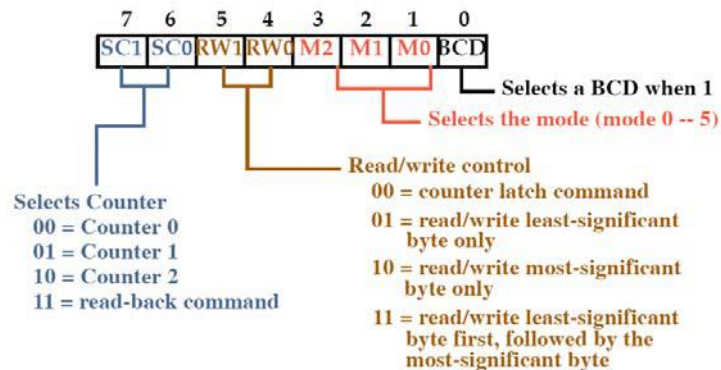 7 6 5 4 3 2 1 0
SC1 SC0 RW1 RW0 M2 M1 M0 BCD
Selects a BCD when 1
Selects the mode (mode 0 -- 5)
Read/write control
00 = counter latch command
01 = read/write least-significant
byte only
10 = read/write most-significant
byte only
11 = read/write least-significant
byte first, followed by the
most-significant byte
Selects Counter
00 = Counter 0
01 = Counter 1
10 = Counter 2
11 = read-back command